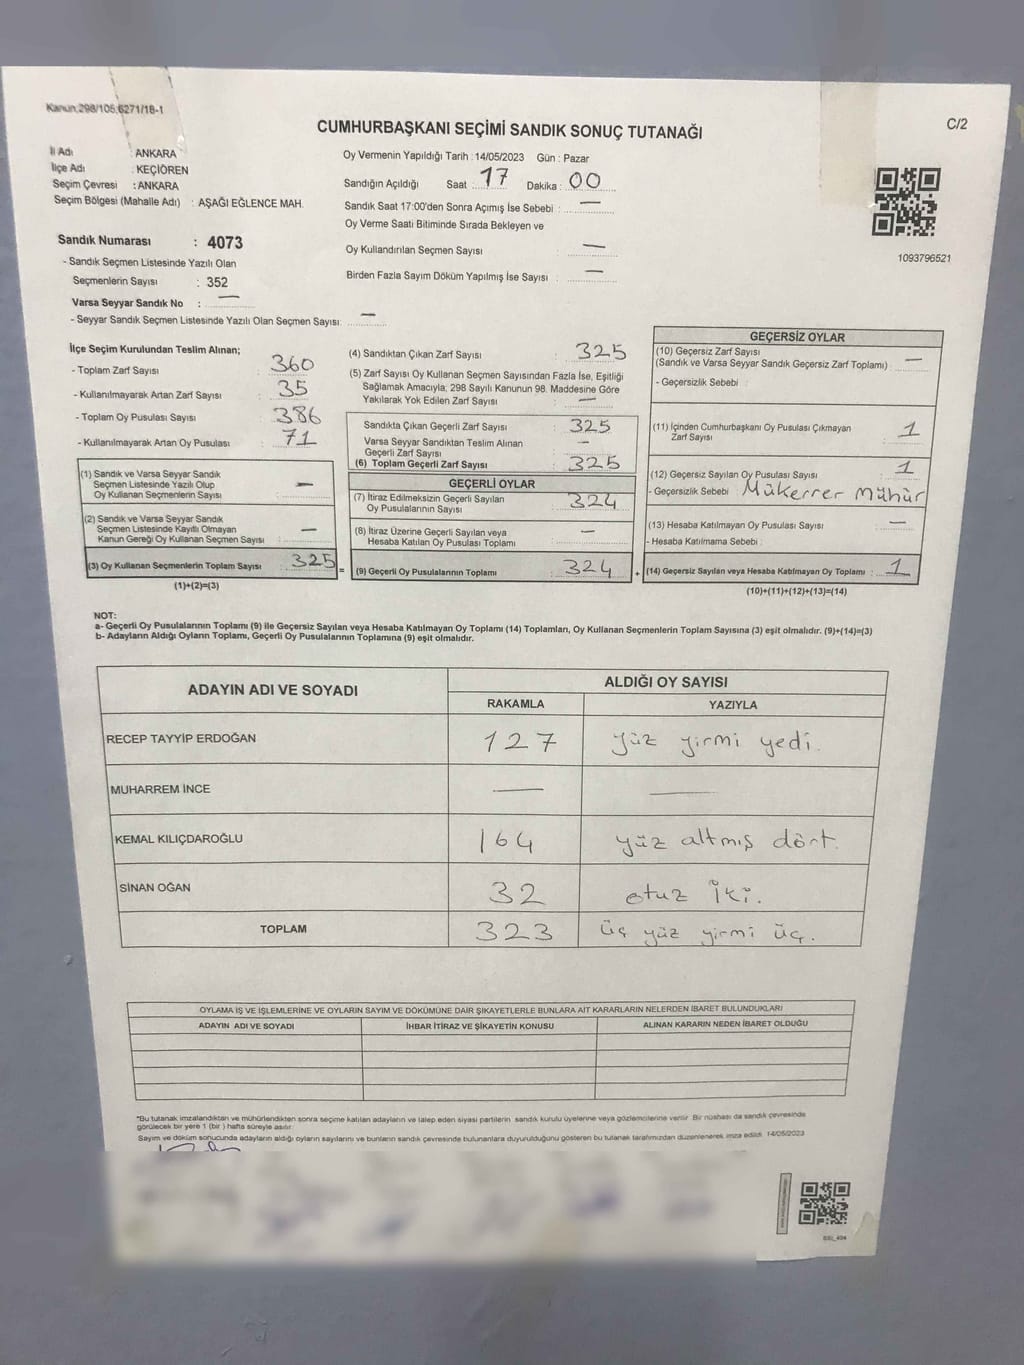 Kanun:298/105;6271/18-1
C/2
CUMHURBAŞKANI SEÇİMİ SANDIK SONUÇ TUTANAĞI
İl Adı : ANKARA
İlçe Adı : KEÇİÖREN
Seçim Çevresi : ANKARA
Seçim Bölgesi (Mahalle Adı) : AŞAĞI EĞLENCE MAH.
Sandık Numarası : 4073
- Sandık Seçmen Listesinde Yazılı Olan
Seçmenlerin Sayısı : 352
Varsa Seyyar Sandık No : —
- Seyyar Sandık Seçmen Listesinde Yazılı Olan Seçmen Sayısı: —
Oy Vermenin Yapıldığı Tarih : 14/05/2023 Gün : Pazar
Sandığın Açıldığı Saat : 17 Dakika : 00
Sandık Saat 17:00'den Sonra Açımış İse Sebebi : —
Oy Verme Saati Bitiminde Sırada Bekleyen ve
Oy Kullandırılan Seçmen Sayısı —
Birden Fazla Sayım Döküm Yapılmış İse Sayısı : —
1093796521
İlçe Seçim Kurulundan Teslim Alınan;
- Toplam Zarf Sayısı : 360
- Kullanılmayarak Artan Zarf Sayısı : 35
- Toplam Oy Pusulası Sayısı : 386
- Kullanılmayarak Artan Oy Pusulası : 71
(1) Sandık ve Varsa Seyyar Sandık
Seçmen Listesinde Yazılı Olup
Oy Kullanan Seçmenlerin Sayısı : —
(2) Sandık ve Varsa Seyyar Sandık
Seçmen Listesinde Kayıtlı Olmayan
Kanun Gereği Oy Kullanan Seçmen Sayısı : —
(3) Oy Kullanan Seçmenlerin Toplam Sayısı : 325
(1)+(2)=(3)
(4) Sandıktan Çıkan Zarf Sayısı : 325
(5) Zarf Sayısı Oy Kullanan Seçmen Sayısından Fazla İse, Eşitliği
Sağlamak Amacıyla; 298 Sayılı Kanunun 98. Maddesine Göre
Yakılarak Yok Edilen Zarf Sayısı : —
Sandıkta Çıkan Geçerli Zarf Sayısı : 325
Varsa Seyyar Sandıktan Teslim Alınan
Geçerli Zarf Sayısı : —
(6) Toplam Geçerli Zarf Sayısı : 325
GEÇERLİ OYLAR
(7) İtiraz Edilmeksizin Geçerli Sayılan
Oy Pusulalarının Sayısı : 324
(8) İtiraz Üzerine Geçerli Sayılan veya
Hesaba Katılan Oy Pusulası Toplamı : —
= (9) Geçerli Oy Pusulalarının Toplamı : 324 +
GEÇERSİZ OYLAR
(10) Geçersiz Zarf Sayısı
(Sandık ve Varsa Seyyar Sandık Geçersiz Zarf Toplamı) : —
- Geçersizlik Sebebi :
(11) İçinden Cumhurbaşkanı Oy Pusulası Çıkmayan
Zarf Sayısı : 1
(12) Geçersiz Sayılan Oy Pusulası Sayısı : 1
- Geçersizlik Sebebi : Mükerrer Mühür
(13) Hesaba Katılmayan Oy Pusulası Sayısı : —
- Hesaba Katılmama Sebebi :
(14) Geçersiz Sayılan veya Hesaba Katılmayan Oy Toplamı : 1
(10)+(11)+(12)+(13)=(14)
NOT:
a- Geçerli Oy Pusulalarının Toplamı (9) ile Geçersiz Sayılan veya Hesaba Katılmayan Oy Toplamı (14) Toplamları, Oy Kullanan Seçmenlerin Toplam Sayısına (3) eşit olmalıdır. (9)+(14)=(3)
b- Adayların Aldığı Oyların Toplamı, Geçerli Oy Pusulalarının Toplamına (9) eşit olmalıdır.
ADAYIN ADI VE SOYADI
ALDIĞI OY SAYISI
RAKAMLA YAZIYLA
RECEP TAYYİP ERDOĞAN 127 yüz yirmi yedi.
MUHARREM İNCE — —
KEMAL KILIÇDAROĞLU 164 yüz altmış dört.
SİNAN OĞAN 32 otuz iki.
TOPLAM 323 üç yüz yirmi üç.
OYLAMA İŞ VE İŞLEMLERİNE VE OYLARIN SAYIM VE DÖKÜMÜNE DAİR ŞİKAYETLERLE BUNLARA AİT KARARLARIN NELERDEN İBARET BULUNDUKLARI
ADAYIN ADI VE SOYADI İHBAR İTİRAZ VE ŞİKAYETİN KONUSU ALINAN KARARIN NEDEN İBARET OLDUĞU
*Bu tutanak imzalandıktan ve mühürlendikten sonra seçime katılan adayların ve talep eden siyasi partilerin sandık kurulu üyelerine veya gözlemcilerine verilir. Bir nüshası da sandık çevresinde
görülecek bir yere 1 (bir ) hafta süreyle asılır.
Sayım ve döküm sonucunda adayların aldığı oyların sayılarını ve bunların sandık çevresinde bulunanlara duyurulduğunu gösteren bu tutanak tarafımızdan düzenlenerek imza edildi. 14/05/2023